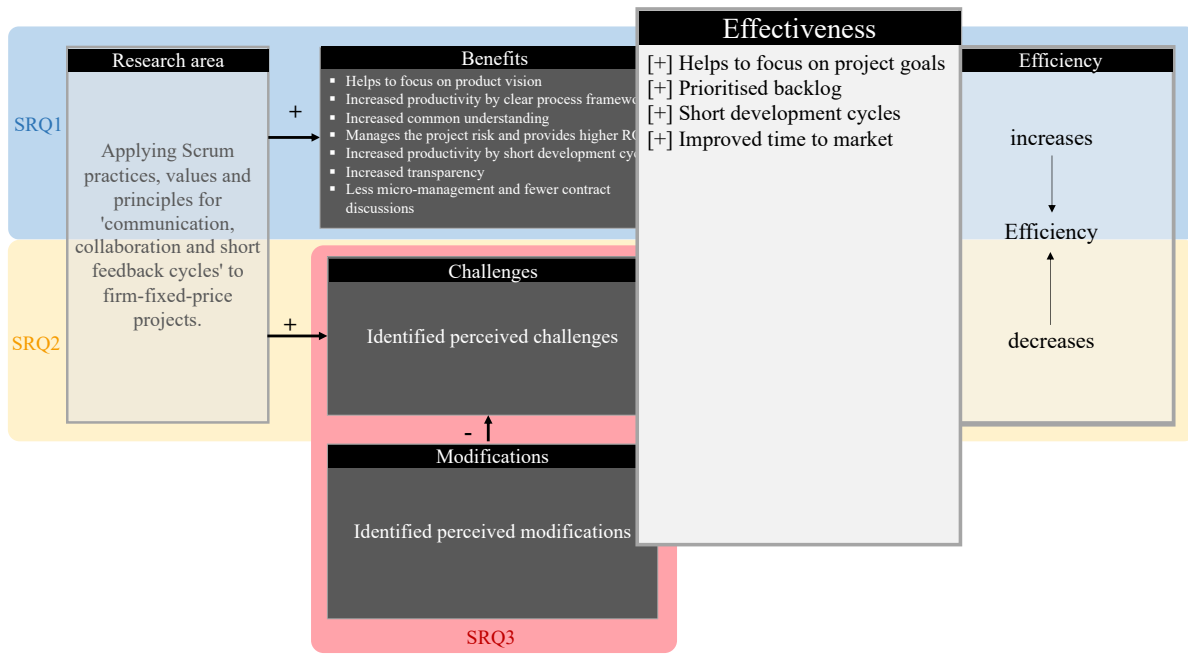 SRQ1
Research area
Applying Scrum
practices, values and
principles for
'communication,
collaboration and short
feedback cycles' to
firm-fixed-price
projects.
+
Benefits
▪ Helps to focus on product vision
▪ Increased productivity by clear process
▪ Increased common understanding
▪ Manages the project risk and provides higher
▪ Increased productivity by short development
▪ Increased transparency
▪ Less micro-management and fewer contract
discussions
Effectiveness
[+] Helps to focus on project goals
[+] Prioritised backlog
[+] Short development cycles
[+] Improved time to market
Efficiency
increases
Efficiency
decreases
SRQ2
+
Challenges
Identified perceived challenges
-
Modifications
Identified perceived modifications
SRQ3